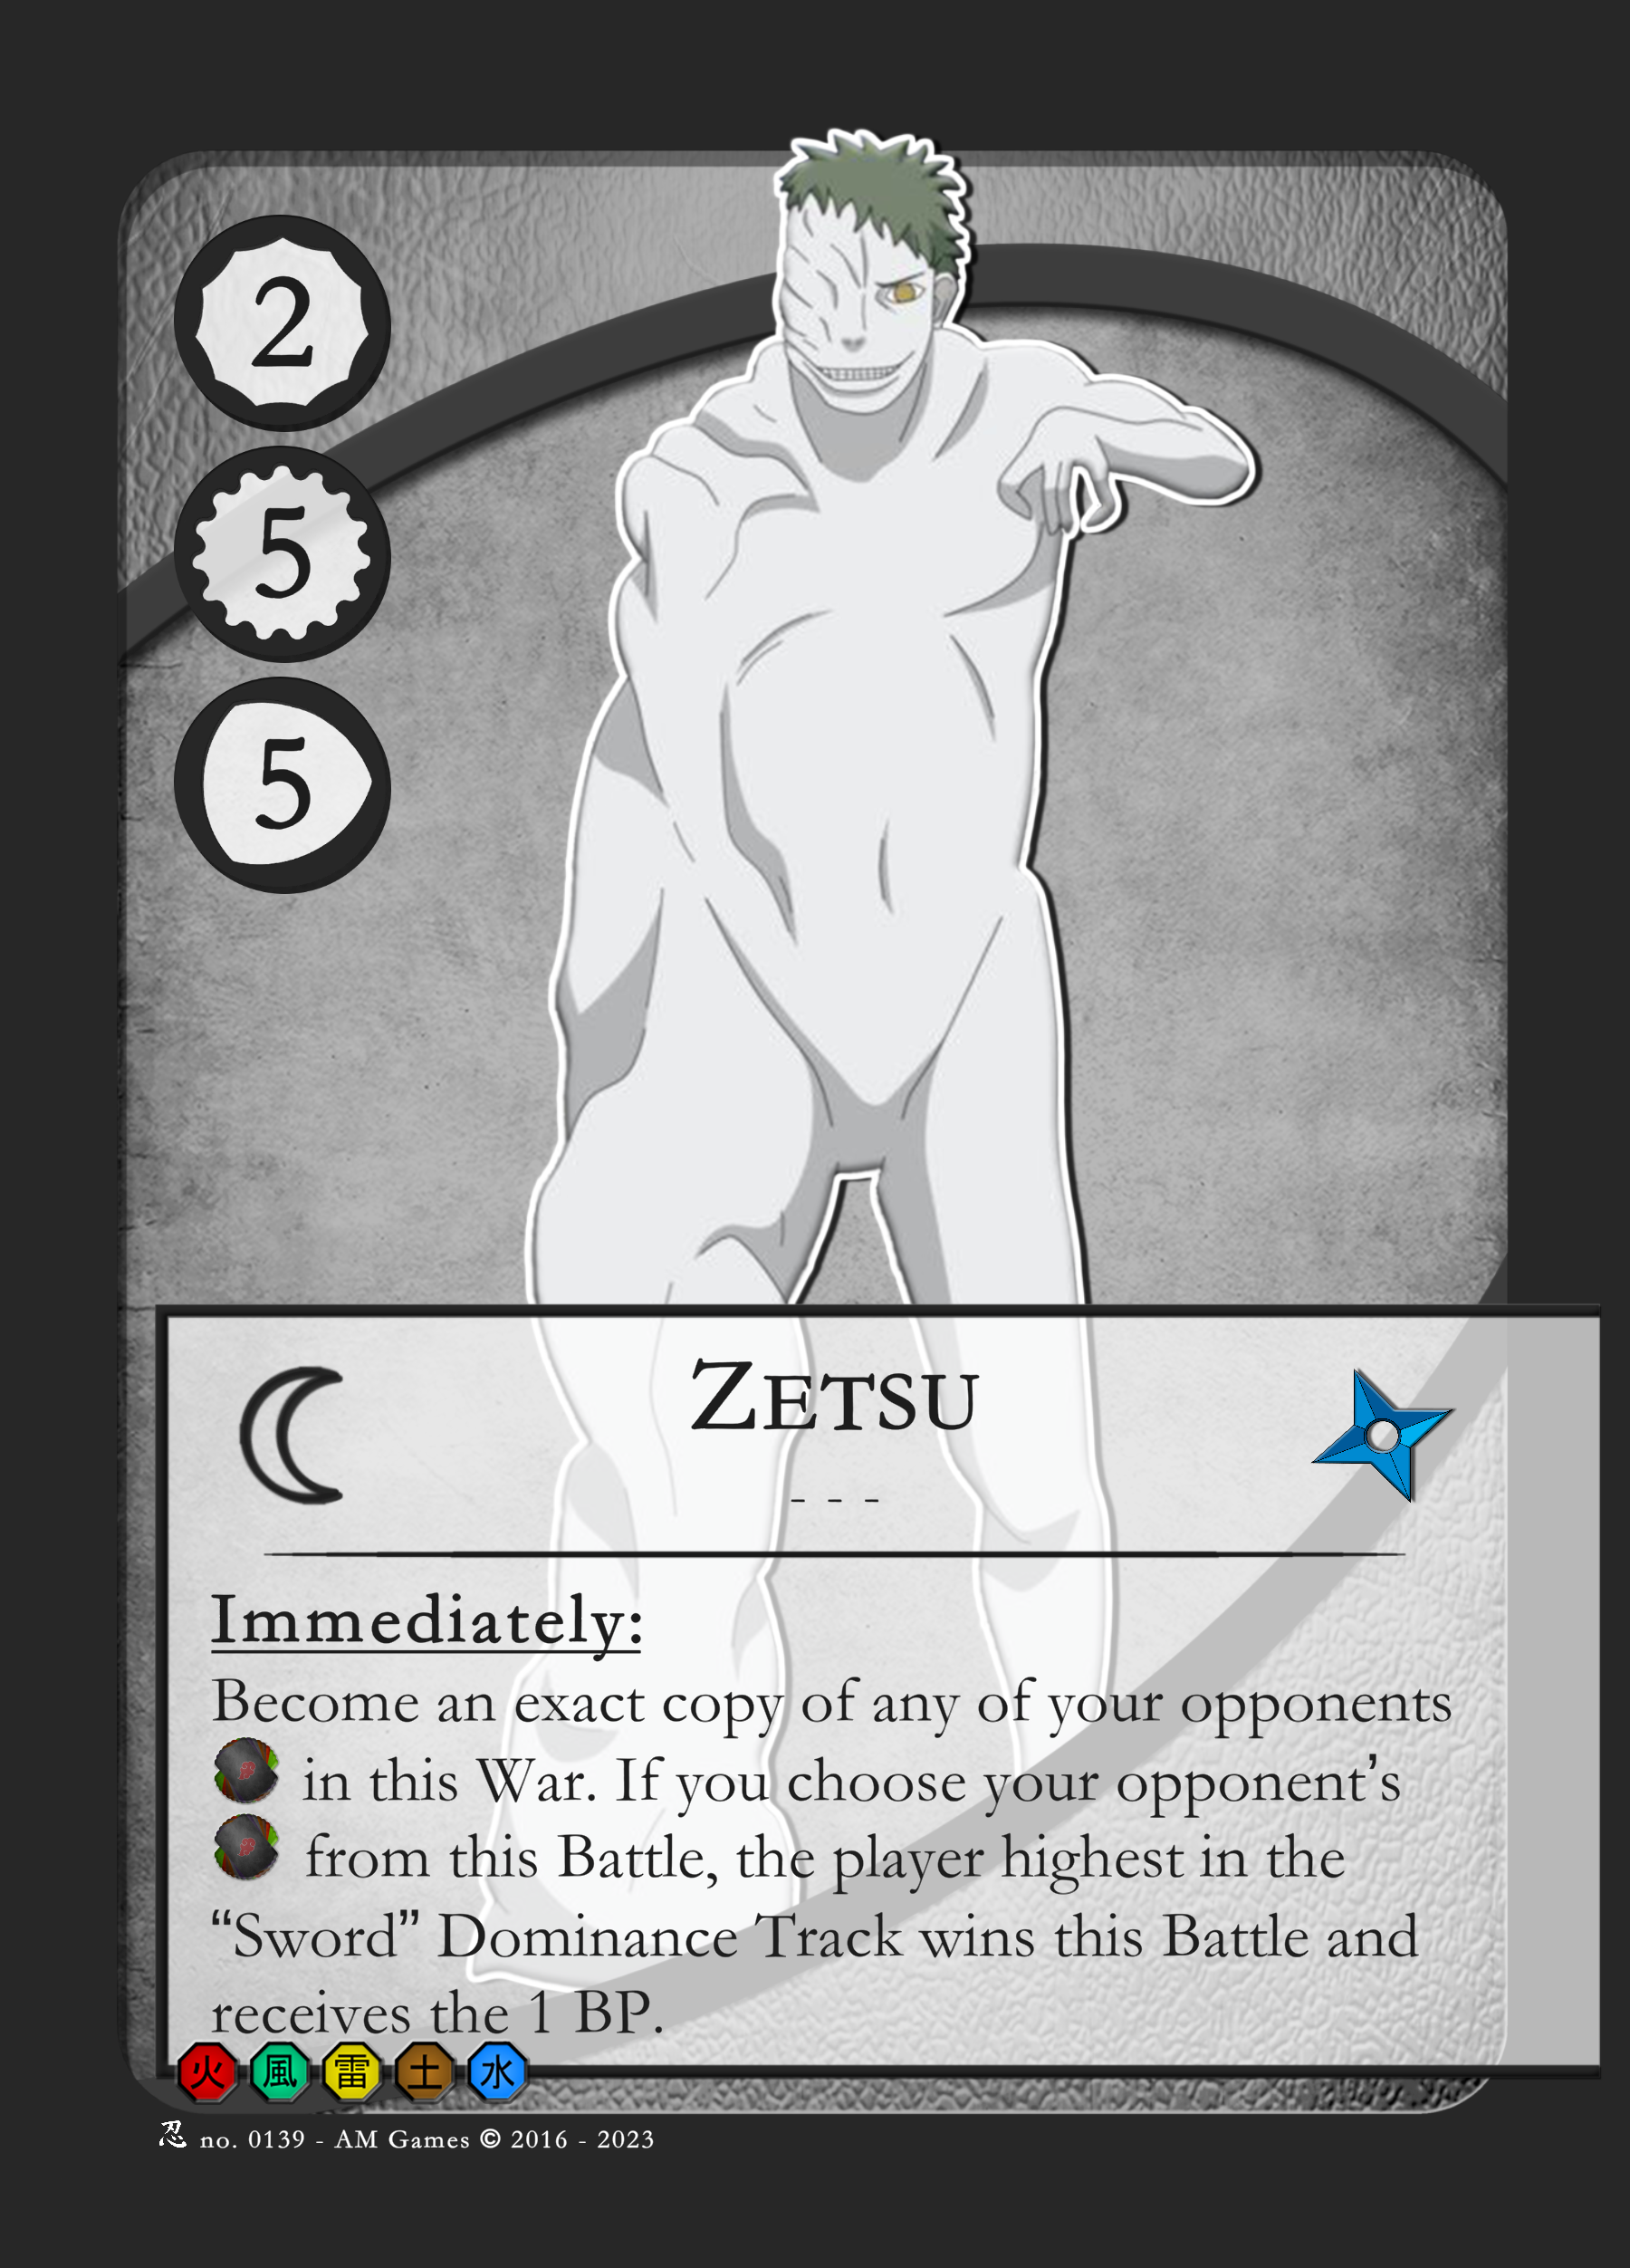 2
5
5
Zetsu
- - -
Immediately:
Become an exact copy of any of your opponents
in this War. If you choose your opponent’s
from this Battle, the player highest in the
“Sword” Dominance Track wins this Battle and
receives the 1 BP.
火 風 雷 土 水
忍 no. 0139 - AM Games © 2016 - 2023